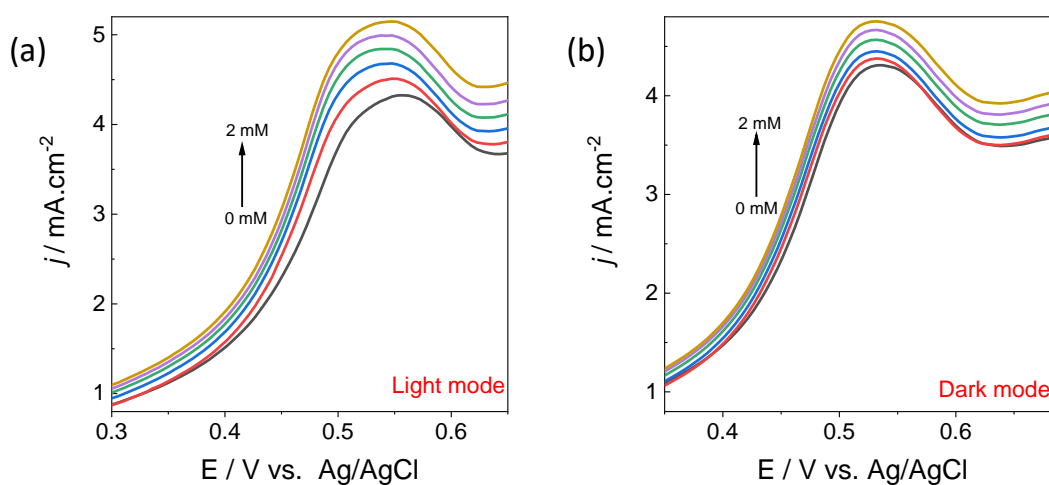 (a)
5
4
3
2
1
j / mA.cm-2
2 mM
0 mM
Light mode
0.3 0.4 0.5 0.6
E / V vs. Ag/AgCl
(b)
4
3
2
1
j / mA.cm-2
2 mM
0 mM
Dark mode
0.4 0.5 0.6
E / V vs. Ag/AgCl